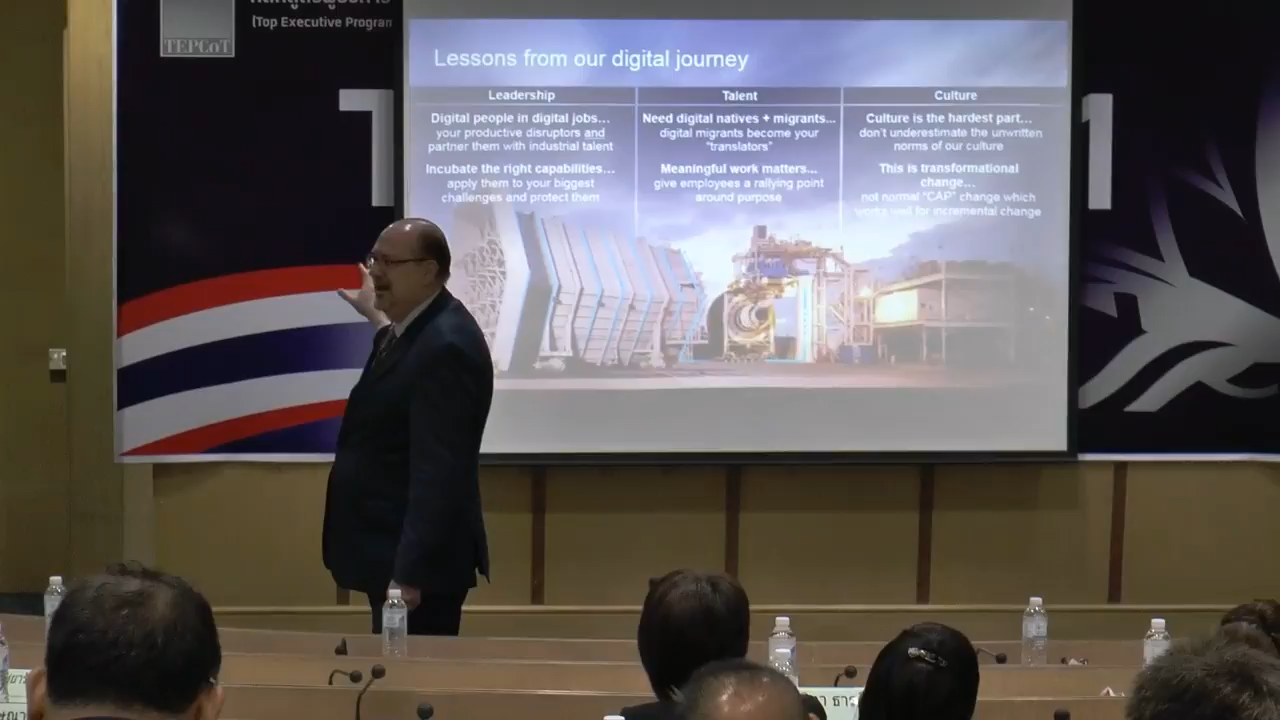 (Top Executive Program
TEPCoT
T
1
Lessons from our digital journey
Leadership
Digital people in digital jobs...
your productive disruptors and
partner them with industrial talent
Incubate the right capabilities...
apply them to your biggest
challenges and protect them
Talent
Need digital natives + migrants...
digital migrants become your
"translators"
Meaningful work matters...
give employees a rallying point
around purpose
Culture
Culture is the hardest part...
don't underestimate the unwritten
norms of our culture
This is transformational
change...
not normal "CAP" change which
works well for incremental change